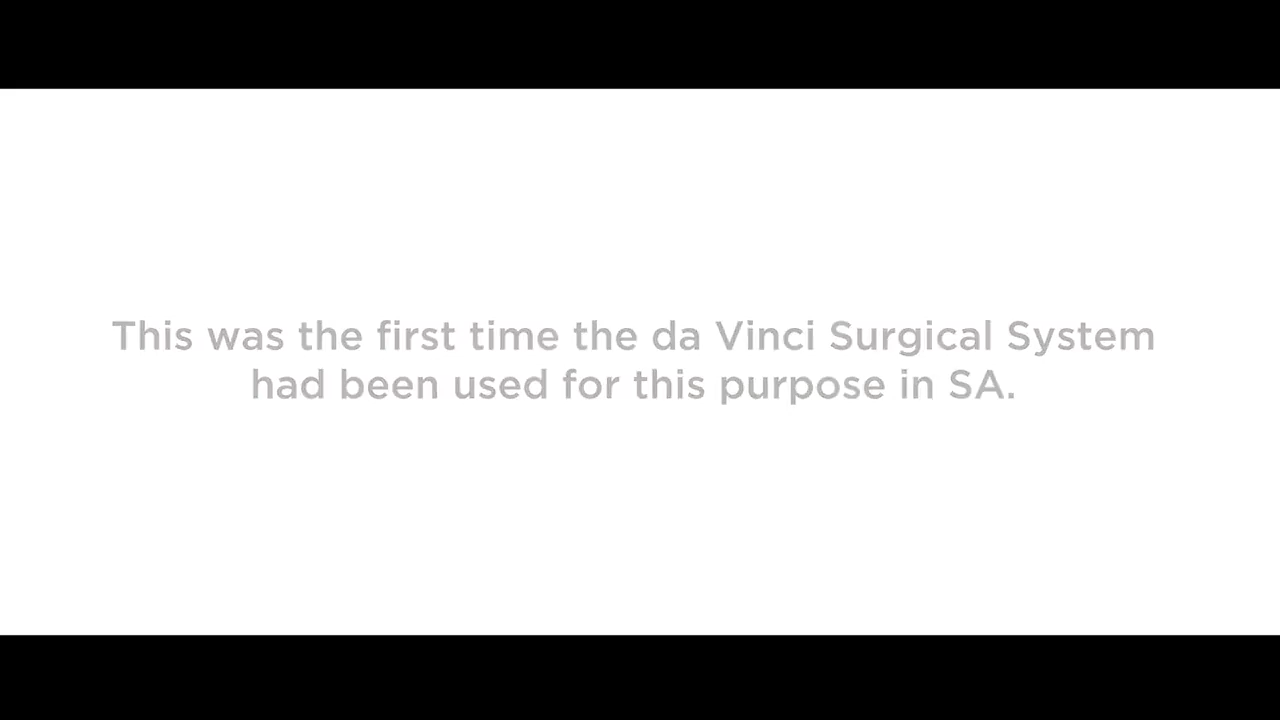 This was the first time the da Vinci Surgical System
had been used for this purpose in SA.